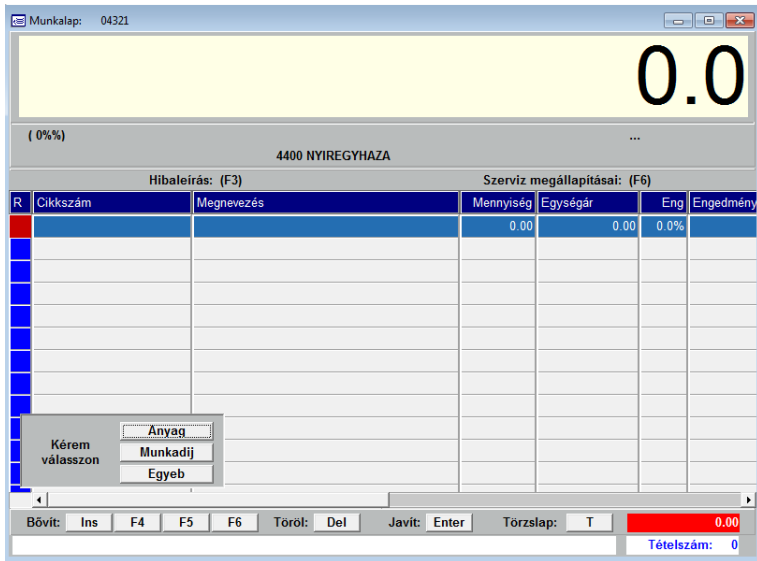 Munkalap: 04321
0.0
( 0%%) ...
4400 NYIREGYHAZA
Hibaleírás: (F3) Szerviz megállapításai: (F6)
R Cikkszám Megnevezés Mennyiség Egységár Eng Engedmény
0.00 0.00 0.0%
Kérem válasszon
Anyag
Munkadij
Egyeb
Bővít: Ins F4 F5 F6 Töröl: Del Javít: Enter Törzslap: T 0.00
Tételszám: 0